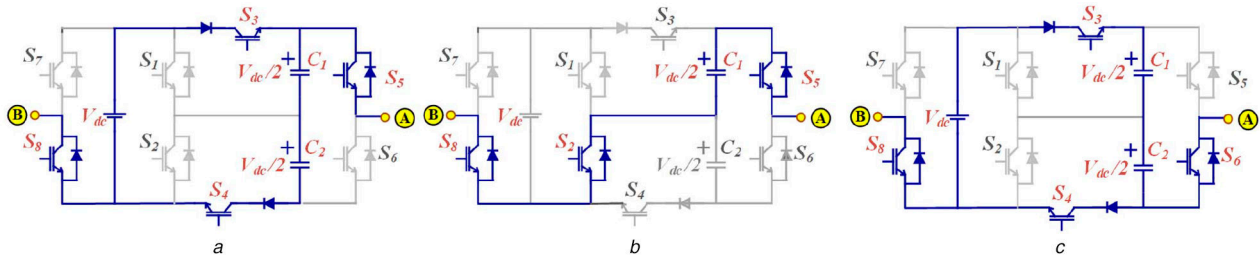 S3
S7
S1
Vdc/2
C1
S5
B
Vdc
A
S8
S2
Vdc/2
C2
S6
S4
a
S3
S7
S1
Vdc/2
C1
S5
B
Vdc
A
S8
S2
Vdc/2
C2
S6
S4
b
S3
S7
S1
Vdc/2
C1
S5
B
Vdc
A
S8
S2
Vdc/2
C2
S6
S4
c